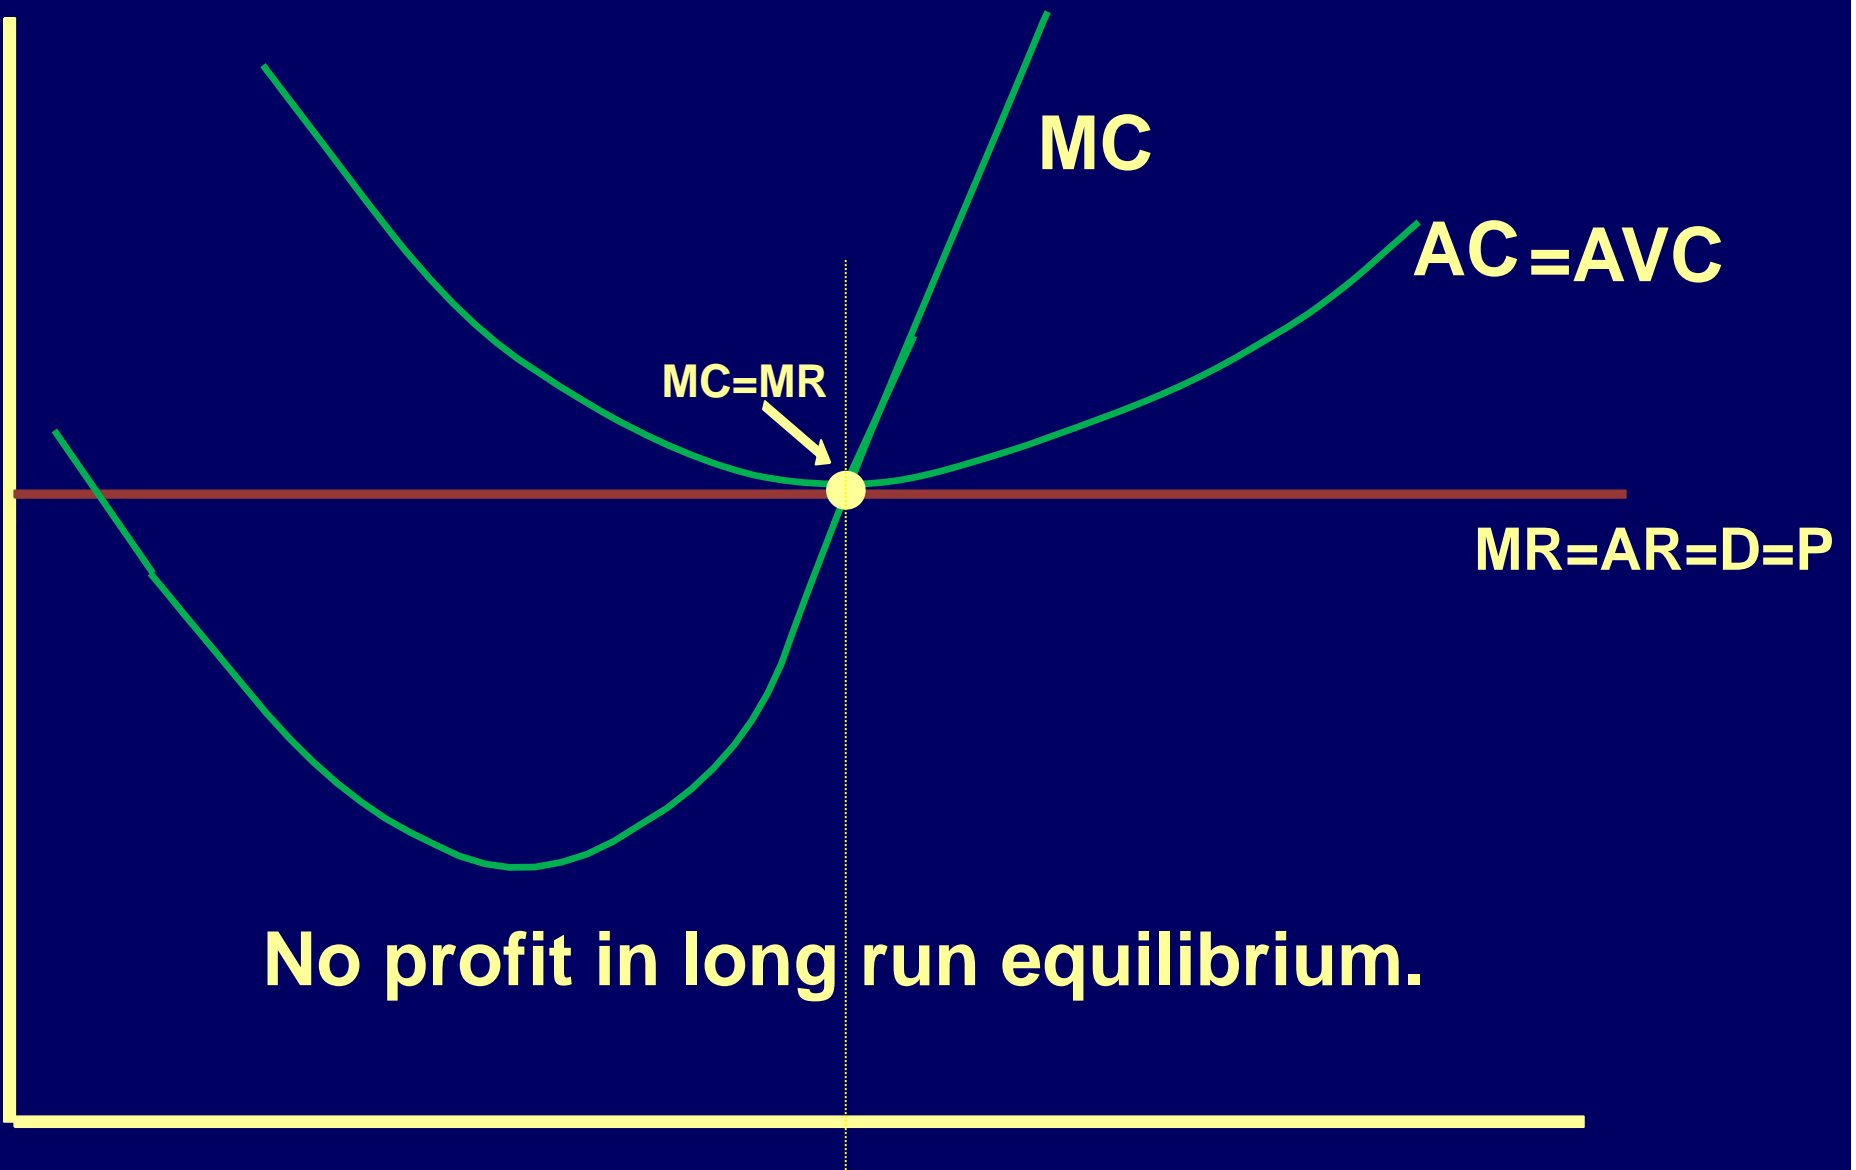 MC
AC =AVC
MC=MR
MR=AR=D=P
No profit in long run equilibrium.